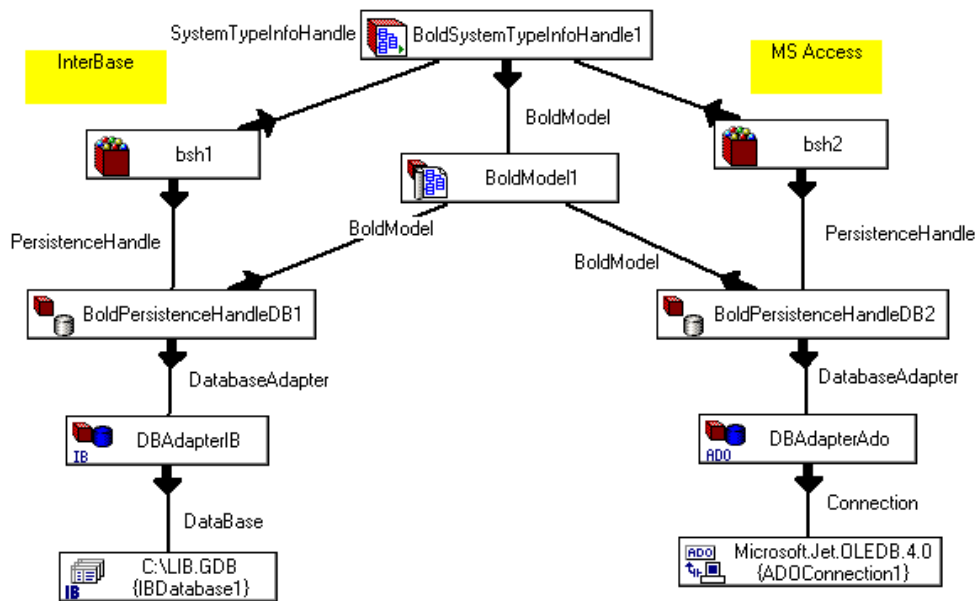 SystemTypeInfoHandle
BoldSystemTypeInfoHandle1
InterBase
MS Access
BoldModel
bsh1
bsh2
BoldModel1
PersistenceHandle
BoldModel
BoldModel
PersistenceHandle
BoldPersistenceHandleDB1
BoldPersistenceHandleDB2
DatabaseAdapter
DatabaseAdapter
IB
DBAdapterIB
ADO
DBAdapterAdo
DataBase
Connection
IB
C:\LIB.GDB
{IBDatabase1}
ADO
Microsoft.Jet.OLEDB.4.0
{ADOConnection1}